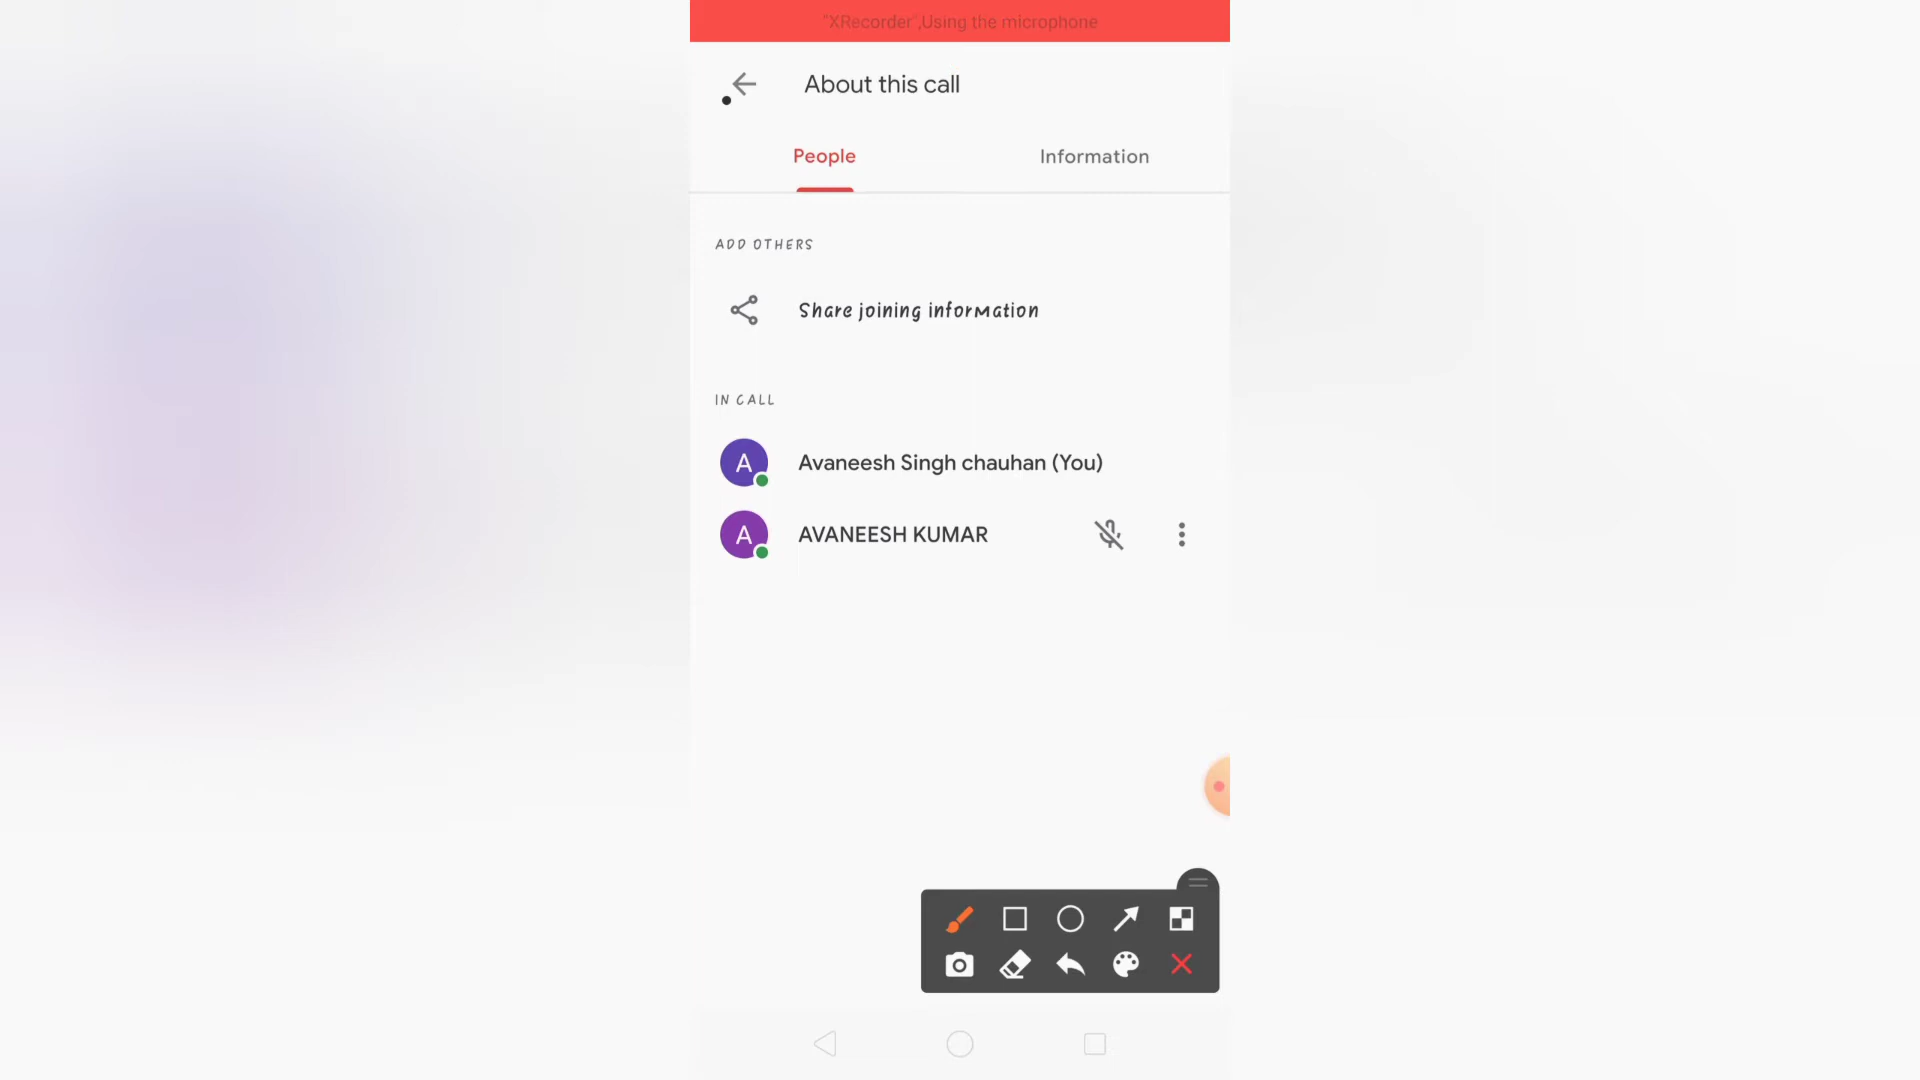 "XRecorder",Using the microphone
About this call
People
Information
ADD OTHERS
Share joining information
IN CALL
A
Avaneesh Singh chauhan (You)
A
AVANEESH KUMAR